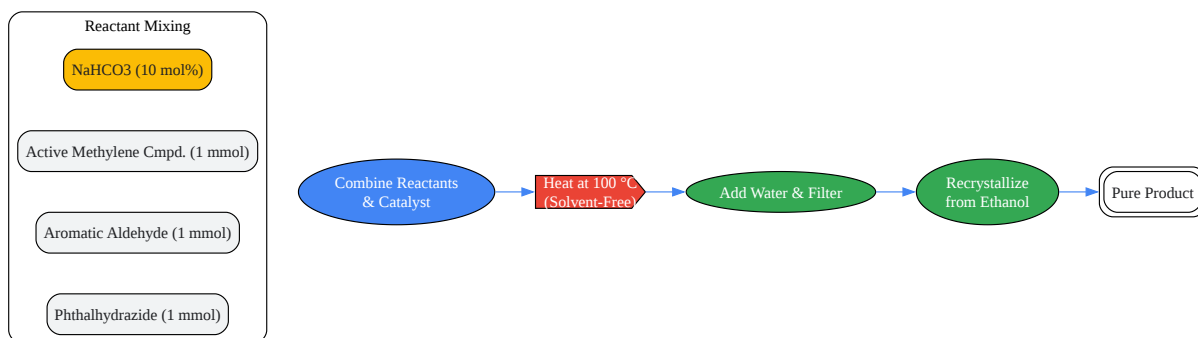 Reactant Mixing
NaHCO3 (10 mol%)
Active Methylene Cmpd. (1 mmol)
Aromatic Aldehyde (1 mmol)
Phthalhydrazide (1 mmol)
Combine Reactants
& Catalyst
Heat at 100 °C
(Solvent-Free)
Add Water & Filter
Recrystallize
from Ethanol
Pure Product